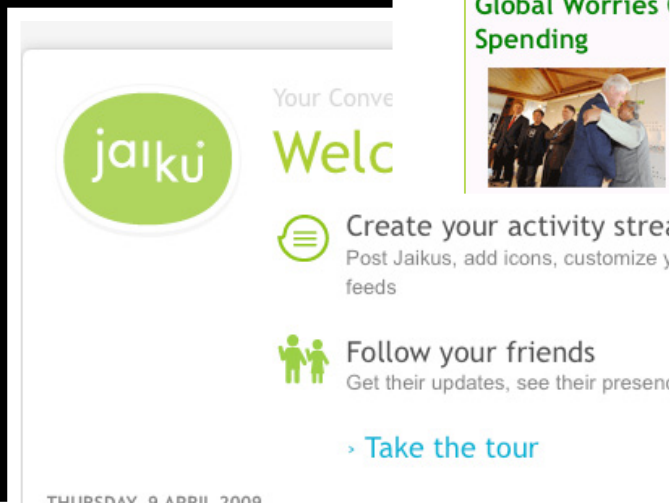 Global Worries
Spending
jaiku
Your Conve
Welc
Create your activity strea
Post Jaikus, add icons, customize y
feeds
Follow your friends
Get their updates, see their presenc
› Take the tour
THURSDAY, 9 APRIL 2009